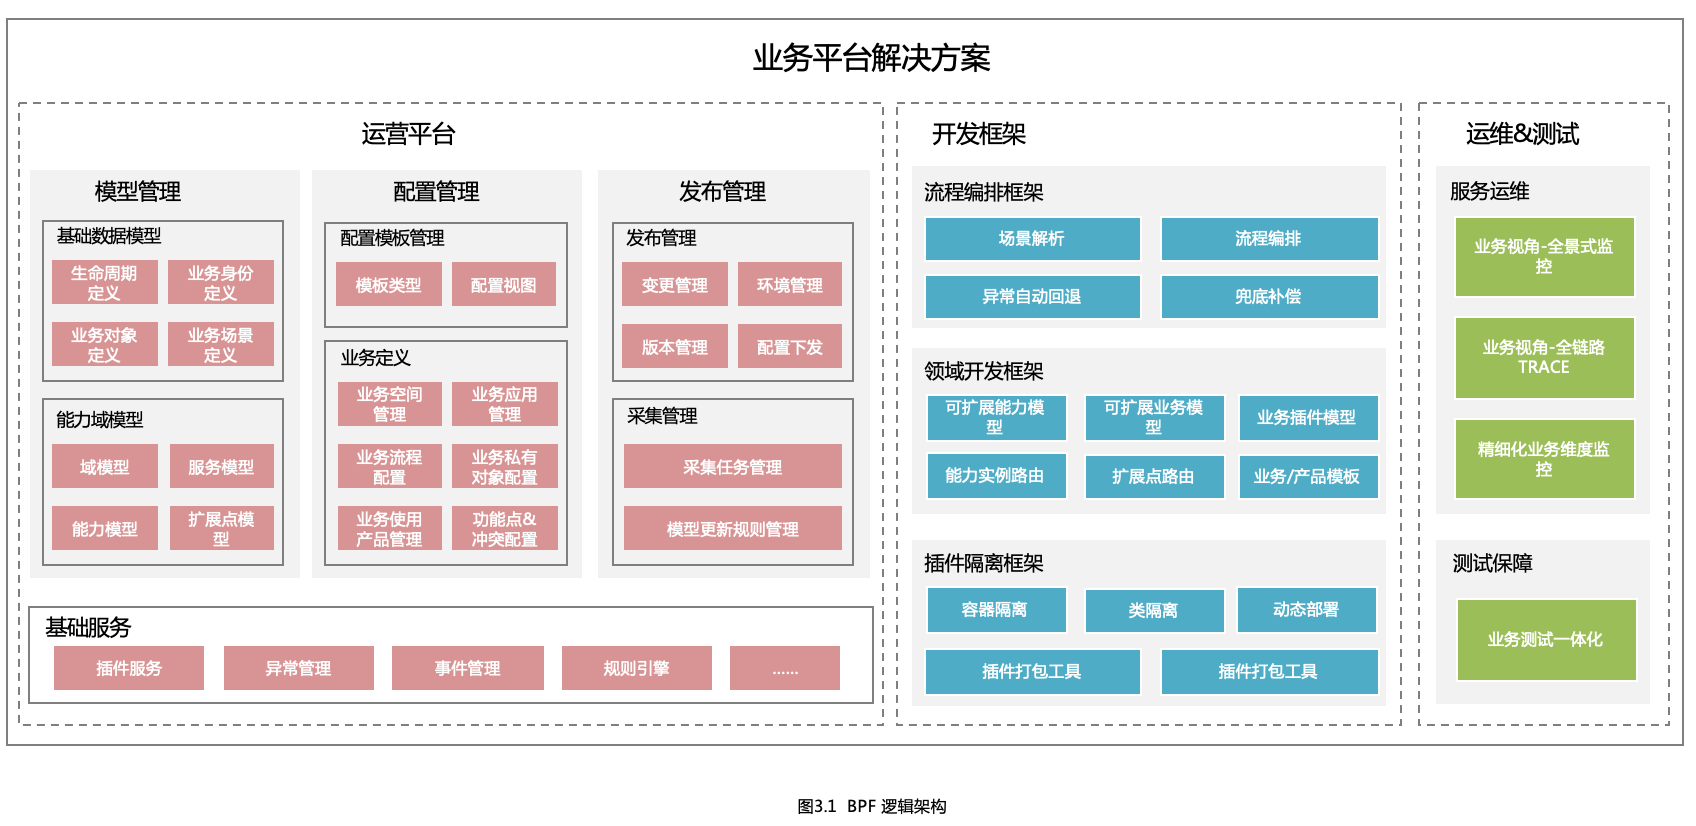 业务平台解决方案
运营平台
模型管理
基础数据模型
生命周期
定义
业务身份
定义
业务对象
定义
业务场景
定义
能力域模型
域模型
服务模型
能力模型
扩展点模
型
配置管理
配置模板管理
模板类型
配置视图
业务定义
业务空间
管理
业务应用
管理
业务流程
配置
业务私有
对象配置
业务使用
产品管理
功能点&
冲突配置
发布管理
发布管理
变更管理
环境管理
版本管理
配置下发
采集管理
采集任务管理
模型更新规则管理
基础服务
插件服务
异常管理
事件管理
规则引擎
......
开发框架
流程编排框架
场景解析
流程编排
异常自动回退
兜底补偿
领域开发框架
可扩展能力模
型
可扩展业务模
型
业务插件模型
能力实例路由
扩展点路由
业务/产品模板
插件隔离框架
容器隔离
类隔离
动态部署
插件打包工具
插件打包工具
运维&测试
服务运维
业务视角-全景式监
控
业务视角-全链路
TRACE
精细化业务维度监
控
测试保障
业务测试一体化
图3.1 BPF 逻辑架构